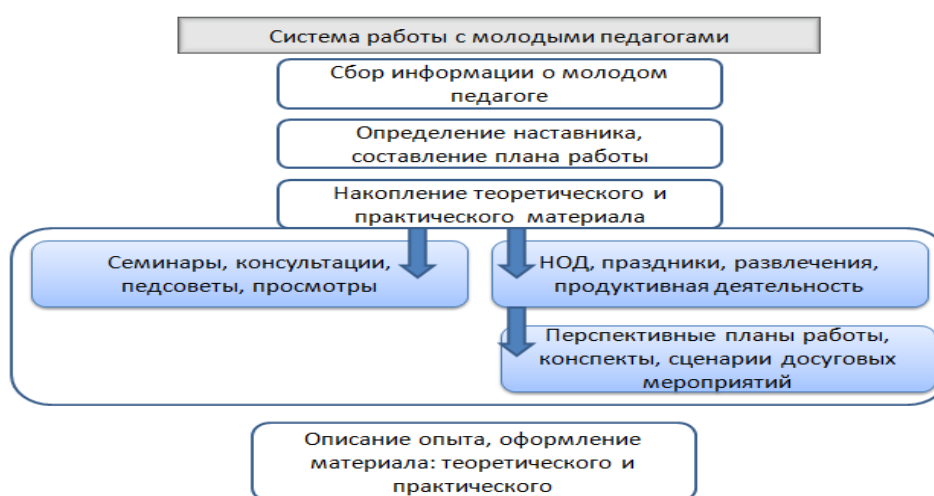 Система работы с молодыми педагогами
Сбор информации о молодом
педагоге
Определение наставника,
составление плана работы
Накопление теоретического и
практического материала
Семинары, консультации,
педсоветы, просмотры
НОД, праздники, развлечения,
продуктивная деятельность
Перспективные планы работы,
конспекты, сценарии досуговых
мероприятий
Описание опыта, оформление
материала: теоретического и
практического